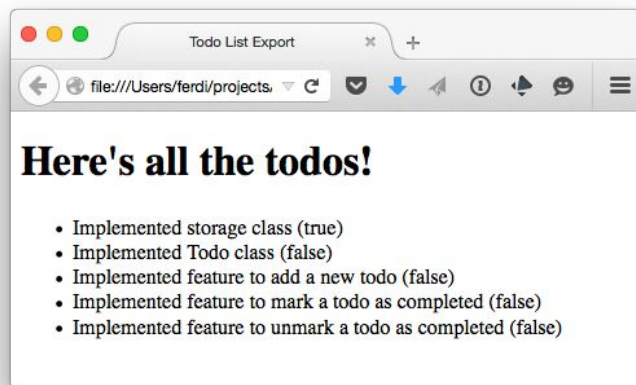 Todo List Export
file:///Users/ferdi/projects/
Here's all the todos!
Implemented storage class (true)
Implemented Todo class (false)
Implemented feature to add a new todo (false)
Implemented feature to mark a todo as completed (false)
Implemented feature to unmark a todo as completed (false)